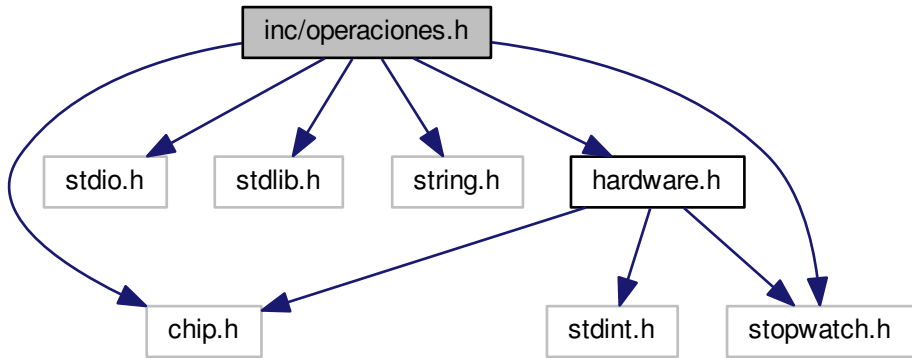 inc/operaciones.h
stdio.h
stdlib.h
string.h
hardware.h
chip.h
stdint.h
stopwatch.h